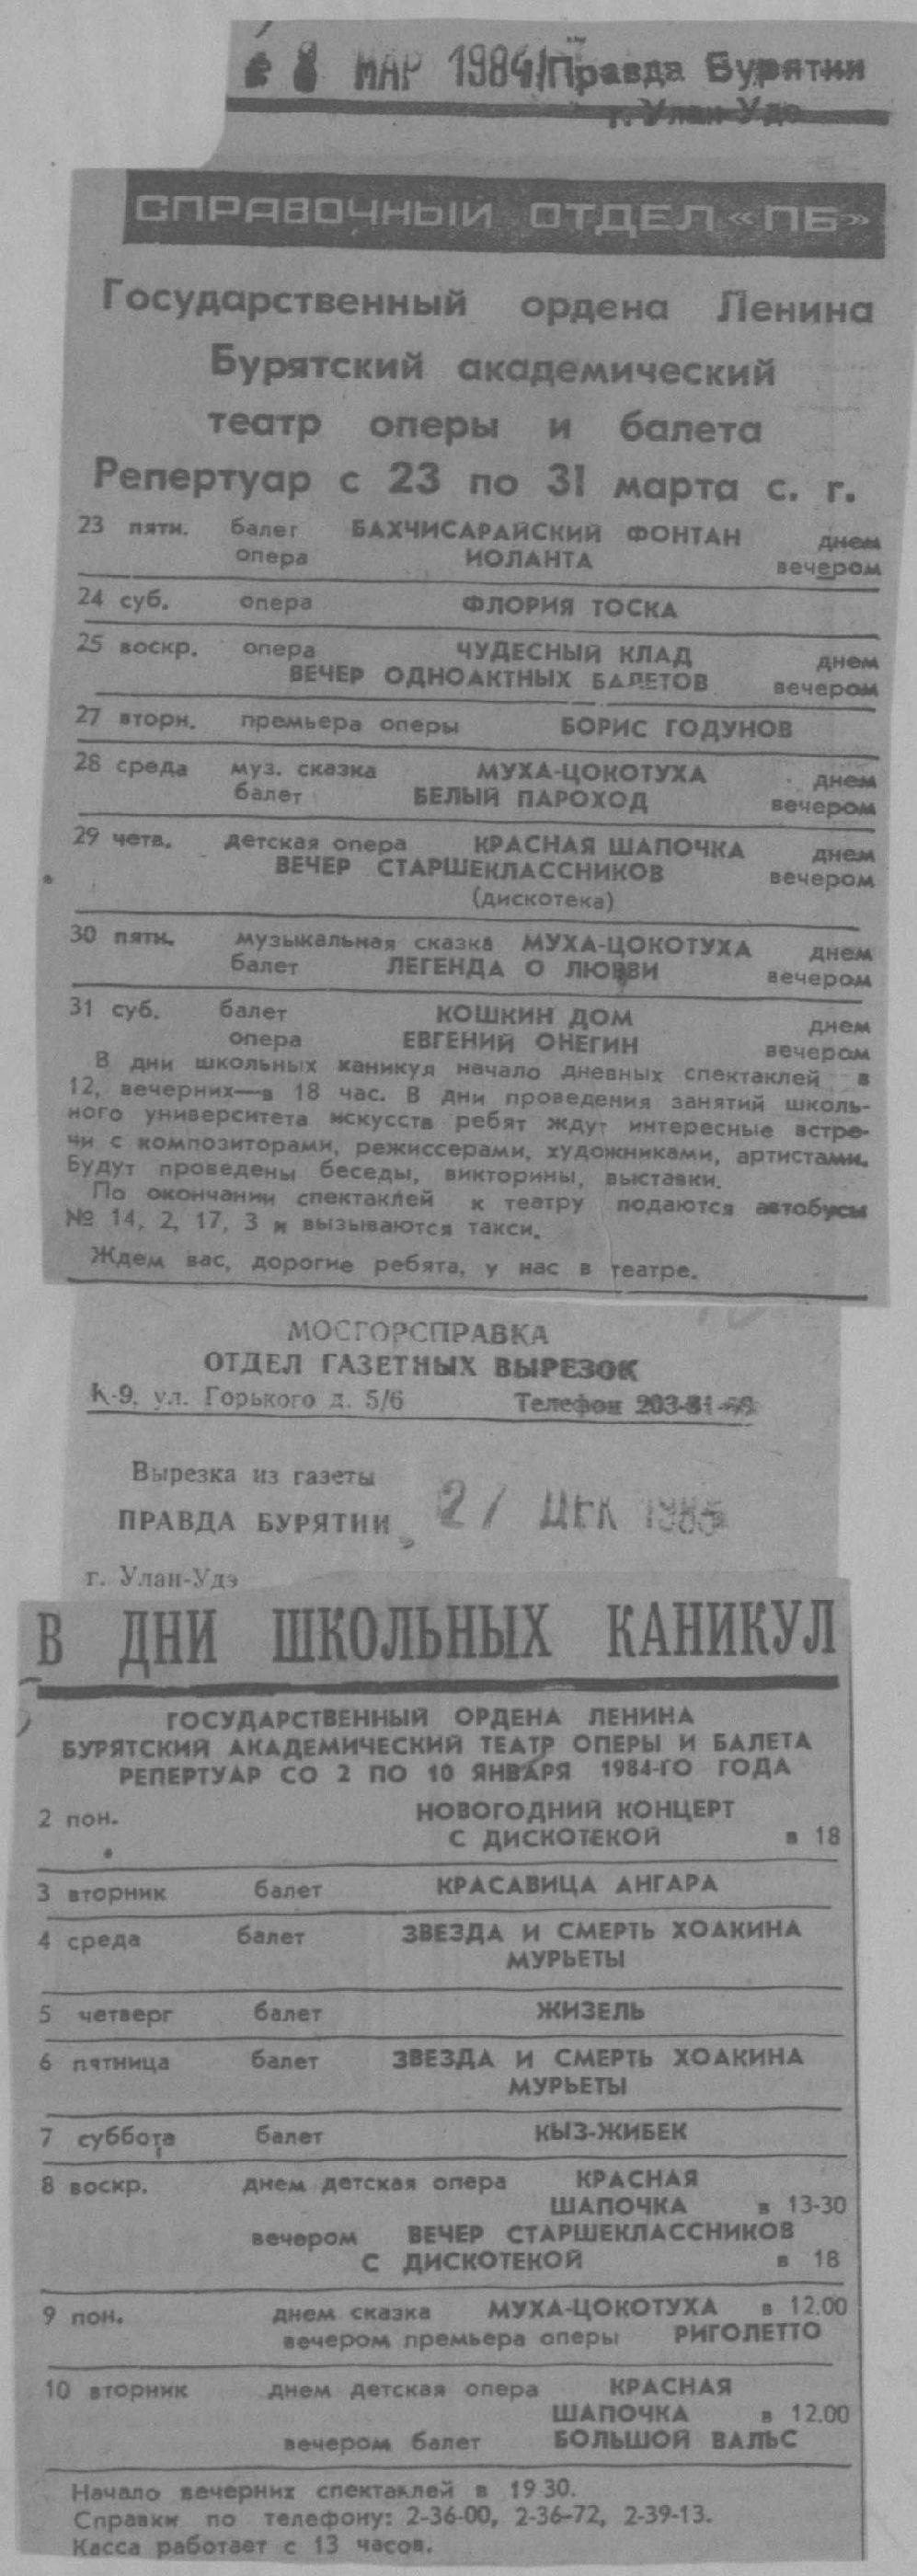 8 МАР 1984 Правда Бурятии
г. Улан-Удэ
СПРАВОЧНЫЙ ОТДЕЛ «ПБ»
Государственный ордена Ленина
Бурятский академический
театр оперы и балета
Репертуар с 23 по 31 марта с. г.
23 пятн. балет БАХЧИСАРАЙСКИЙ ФОНТАН днем
опера ИОЛАНТА вечером
24 суб. опера ФЛОРИЯ ТОСКА
25 воскр. опера ЧУДЕСНЫЙ КЛАД днем
ВЕЧЕР ОДНОАКТНЫХ БАЛЕТОВ вечером
27 вторн. премьера оперы БОРИС ГОДУНОВ
28 среда муз. сказка МУХА-ЦОКОТУХА днем
балет БЕЛЫЙ ПАРОХОД вечером
29 четв. детская опера КРАСНАЯ ШАПОЧКА днем
ВЕЧЕР СТАРШЕКЛАССНИКОВ вечером
(дискотека)
30 пятн. музыкальная сказка МУХА-ЦОКОТУХА днем
балет ЛЕГЕНДА О ЛЮБВИ вечером
31 суб. балет КОШКИН ДОМ днем
опера ЕВГЕНИЙ ОНЕГИН вечером
В дни школьных каникул начало дневных спектаклей в
12, вечерних—в 18 час. В дни проведения занятий школь-
ного университета искусств ребят ждут интересные встре-
чи с композиторами, режиссерами, художниками, артистами.
Будут проведены беседы, викторины, выставки.
По окончании спектаклей к театру подаются автобусы
№ 14, 2, 17, 3 и вызываются такси.
Ждем вас, дорогие ребята, у нас в театре.
МОСГОРСПРАВКА
ОТДЕЛ ГАЗЕТНЫХ ВЫРЕЗОК
К-9, ул. Горького д. 5/6 Телефон
Вырезка из газеты
ПРАВДА БУРЯТИИ 27 ДЕК
г. Улан-Удэ
В ДНИ ШКОЛЬНЫХ КАНИКУЛ
ГОСУДАРСТВЕННЫЙ ОРДЕНА ЛЕНИНА
БУРЯТСКИЙ АКАДЕМИЧЕСКИЙ ТЕАТР ОПЕРЫ И БАЛЕТА
РЕПЕРТУАР СО 2 ПО 10 ЯНВАРЯ 1984-ГО ГОДА
2 пон. НОВОГОДНИЙ КОНЦЕРТ
С ДИСКОТЕКОЙ в 18
3 вторник балет КРАСАВИЦА АНГАРА
4 среда балет ЗВЕЗДА И СМЕРТЬ ХОАКИНА
МУРЬЕТЫ
5 четверг балет ЖИЗЕЛЬ
6 пятница балет ЗВЕЗДА И СМЕРТЬ ХОАКИНА
МУРЬЕТЫ
7 суббота балет КЫЗ-ЖИБЕК
8 воскр. днем детская опера КРАСНАЯ
ШАПОЧКА в 13-30
вечером ВЕЧЕР СТАРШЕКЛАССНИКОВ
С ДИСКОТЕКОЙ в 18
9 пон. днем сказка МУХА-ЦОКОТУХА в 12.00
вечером премьера оперы РИГОЛЕТТО
10 вторник днем детская опера КРАСНАЯ
ШАПОЧКА в 12.00
вечером балет БОЛЬШОЙ ВАЛЬС
Начало вечерних спектаклей в 19 30.
Справки по телефону: 2-36-00, 2-36-72, 2-39-13.
Касса работает с 13 часов.